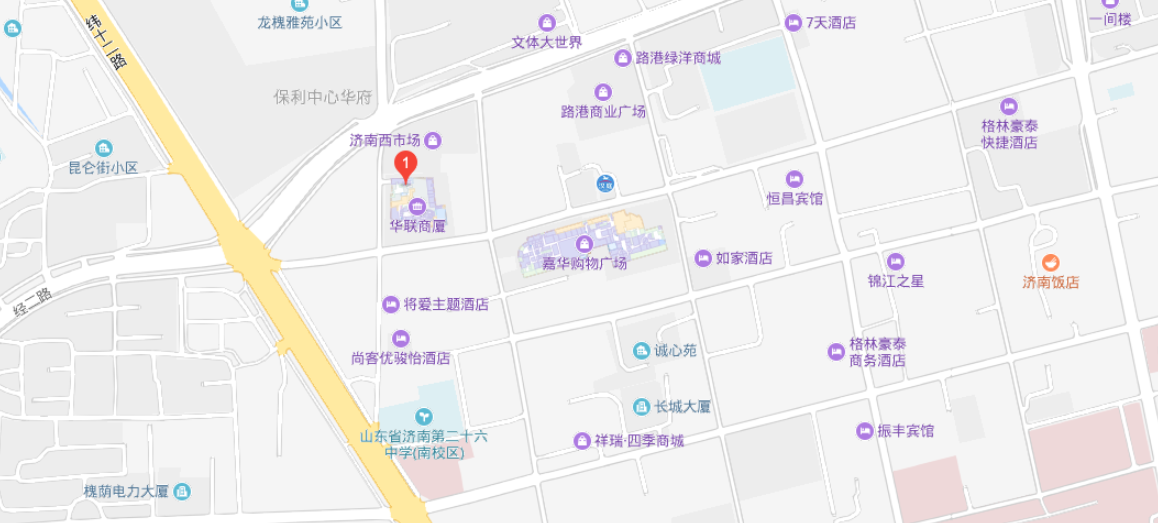 龙槐雅苑小区
纬十二路
文体大世界
7天酒店
一间楼
路港绿洋商城
保利中心华府
路港商业广场
济南西市场
格林豪泰
快捷酒店
昆仑街小区
1
恒昌宾馆
华联商厦
嘉华购物广场
如家酒店
锦江之星
济南饭店
经二路
将爱主题酒店
尚客优骏怡酒店
诚心苑
格林豪泰
商务酒店
长城大厦
山东省济南第二十六
中学(南校区)
祥瑞·四季商城
振丰宾馆
槐荫电力大厦